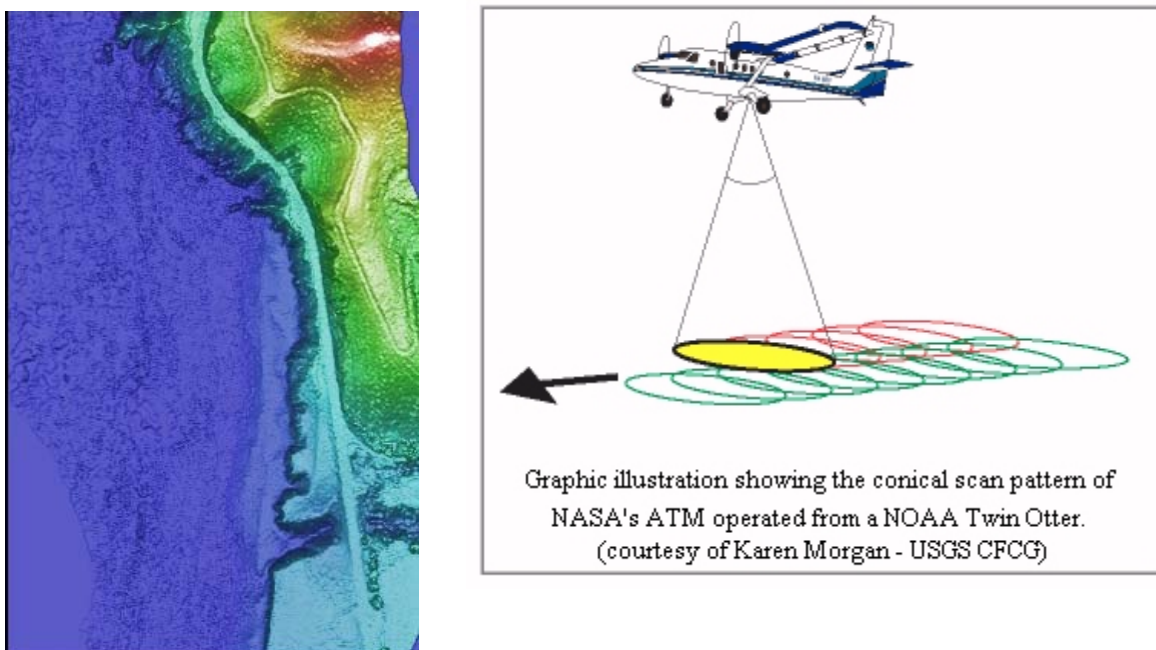 Graphic illustration showing the conical scan pattern of
NASA's ATM operated from a NOAA Twin Otter.
(courtesy of Karen Morgan - USGS CFCG)